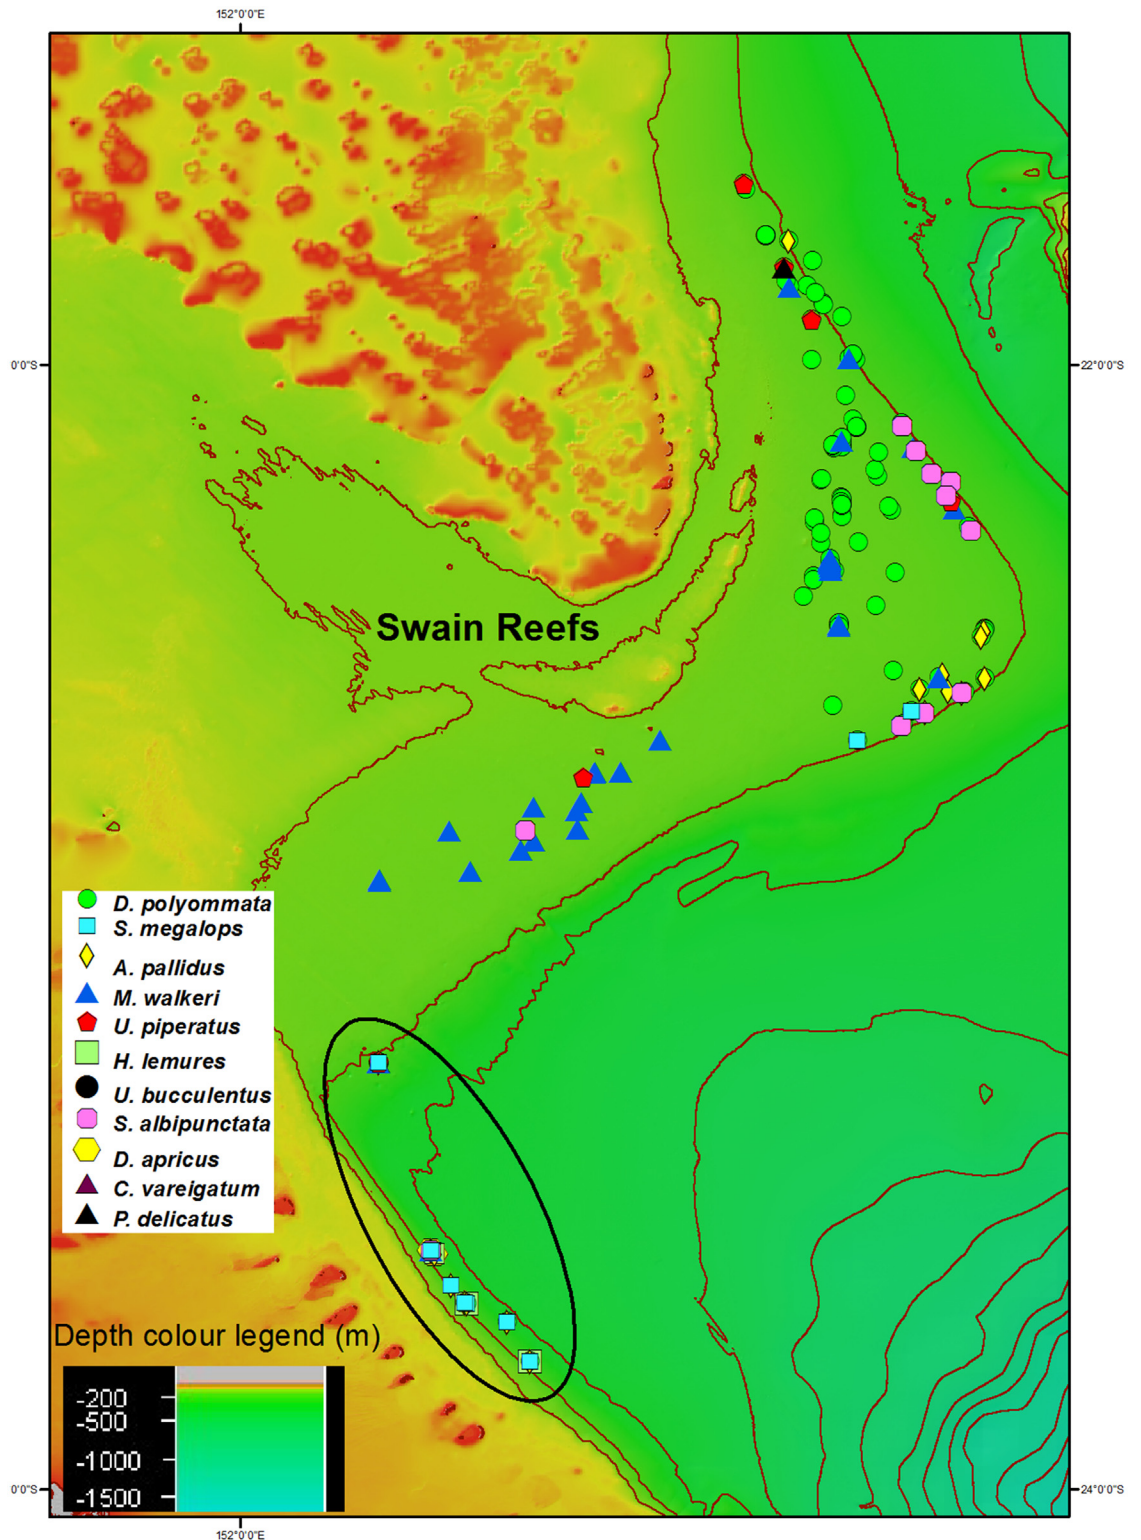 152°0'0"E
0'0"S
22°0'0"S
Swain Reefs
D. polyommata
S. megalops
A. pallidus
M. walkeri
U. piperatus
H. lemures
U. bucculentus
S. albipunctata
D. apricus
C. vareigatum
P. delicatus
Depth colour legend (m)
-200
-500
-1000
-1500
0'0"S
24°0'0"S
152°0'0"E